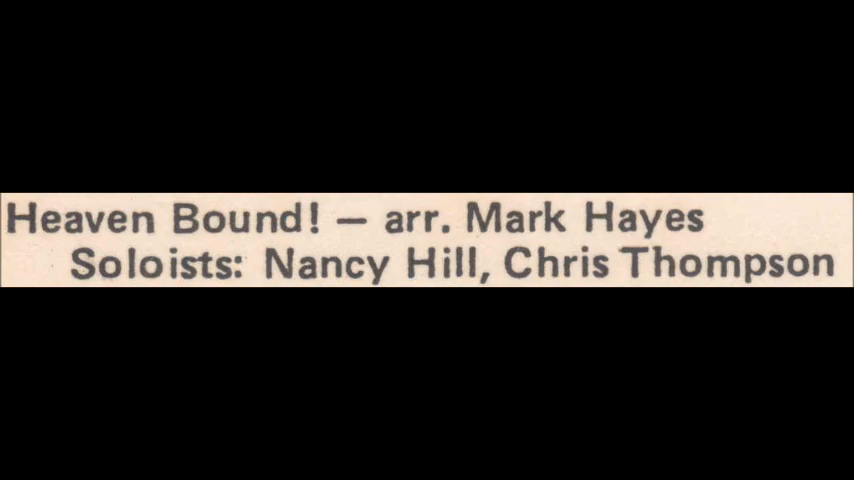 Heaven Bound! — arr. Mark Hayes
Soloists: Nancy Hill, Chris Thompson